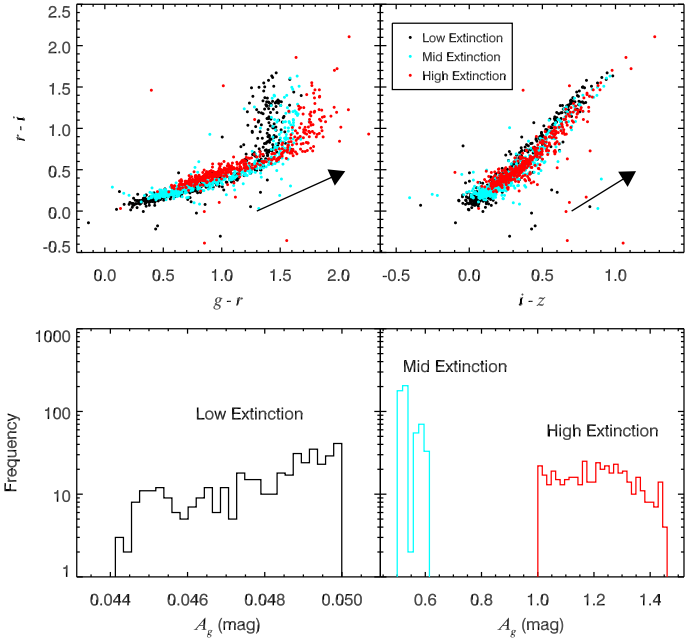 2.5
2.0
1.5
1.0
0.5
0.0
-0.5
r - i
0.0 0.5 1.0 1.5 2.0
g - r
Low Extinction
Mid Extinction
High Extinction
-0.5 0.0 0.5 1.0
i - z
1000
100
10
1
Frequency
Low Extinction
0.044 0.046 0.048 0.050
Ag (mag)
Mid Extinction
High Extinction
0.6 0.8 1.0 1.2 1.4
Ag (mag)